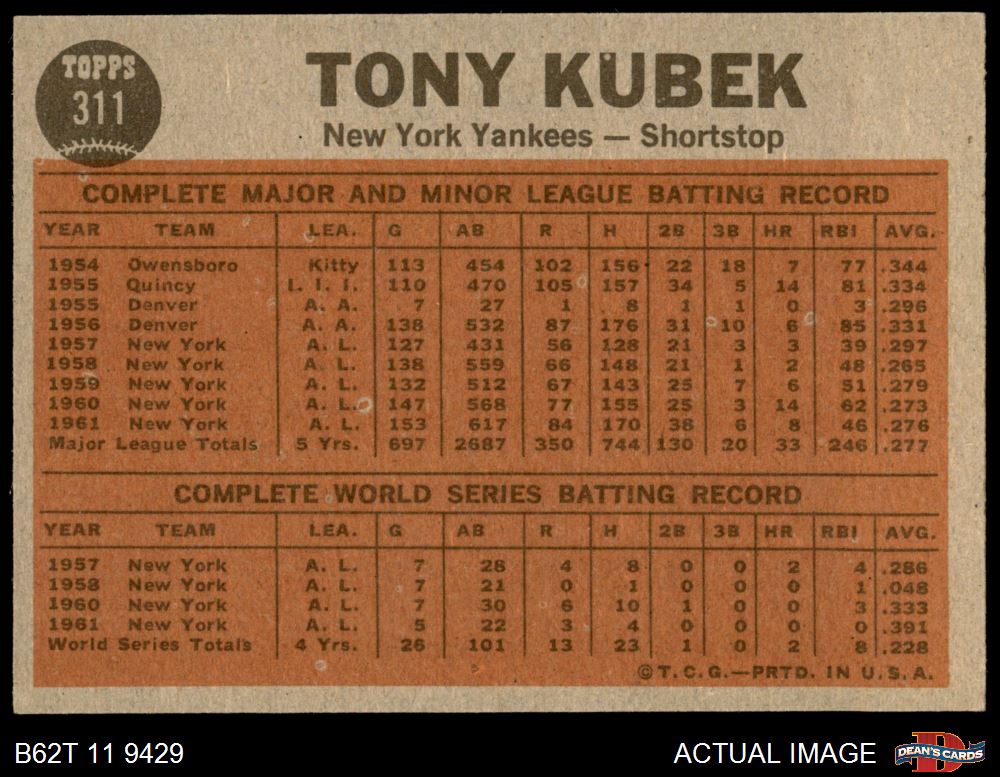 TOPPS
311
TONY KUBEK
New York Yankees — Shortstop
COMPLETE MAJOR AND MINOR LEAGUE BATTING RECORD
YEAR TEAM LEA. G AB R H 2B 3B HR RBI AVG.
1954 Owensboro Kitty 113 454 102 156 22 18 7 77 .344
1955 Quincy I. I. I. 110 470 105 157 34 5 14 81 .334
1955 Denver A. A. 7 27 1 8 1 1 0 3 .296
1956 Denver A. A. 138 532 87 176 31 10 6 85 .331
1957 New York A. L. 127 431 56 128 21 3 3 39 .297
1958 New York A. L. 138 559 66 148 21 1 2 48 .265
1959 New York A. L. 132 512 67 143 25 7 6 51 .279
1960 New York A. L. 147 568 77 155 25 3 14 62 .273
1961 New York A. L. 153 617 84 170 38 6 8 46 .276
Major League Totals 5 Yrs. 697 2687 350 744 130 20 33 246 .277
COMPLETE WORLD SERIES BATTING RECORD
YEAR TEAM LEA. G AB R H 2B 3B HR RBI AVG.
1957 New York A. L. 7 28 4 8 0 0 2 4 .286
1958 New York A. L. 7 21 0 1 0 0 0 1 .048
1960 New York A. L. 7 30 6 10 1 0 0 3 .333
1961 New York A. L. 5 22 3 4 0 0 0 0 .391
World Series Totals 4 Yrs. 26 101 13 23 1 0 2 8 .228
©T.C.G.—PRTD. IN U.S.A.
B62T 11 9429
ACTUAL IMAGE
DEAN'S CARDS